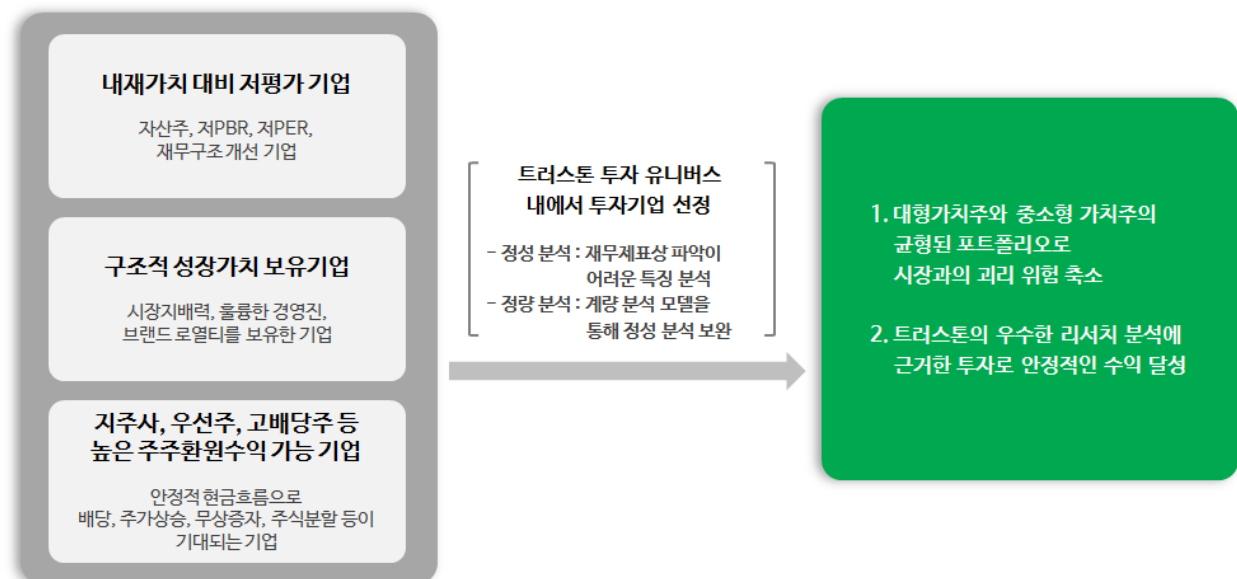 내재가치 대비 저평가 기업
자산주, 저PBR, 저PER,
재무구조개선 기업
구조적 성장가치 보유기업
시장지배력, 훌륭한 경영진,
브랜드 로열티를 보유한 기업
지주사, 우선주, 고배당주 등
높은 주주환원수익 가능 기업
안정적 현금흐름으로
배당, 주가상승, 무상증자, 주식분할 등이
기대되는 기업
트러스톤 투자 유니버스
내에서 투자기업 선정
- 정성 분석 : 재무제표상 파악이
어려운 특징 분석
- 정량 분석 : 계량 분석 모델을
통해 정성 분석 보완
1. 대형가치주와 중소형 가치주의
균형된 포트폴리오로
시장과의 괴리 위험 축소
2. 트러스톤의 우수한 리서치 분석에
근거한 투자로 안정적인 수익 달성